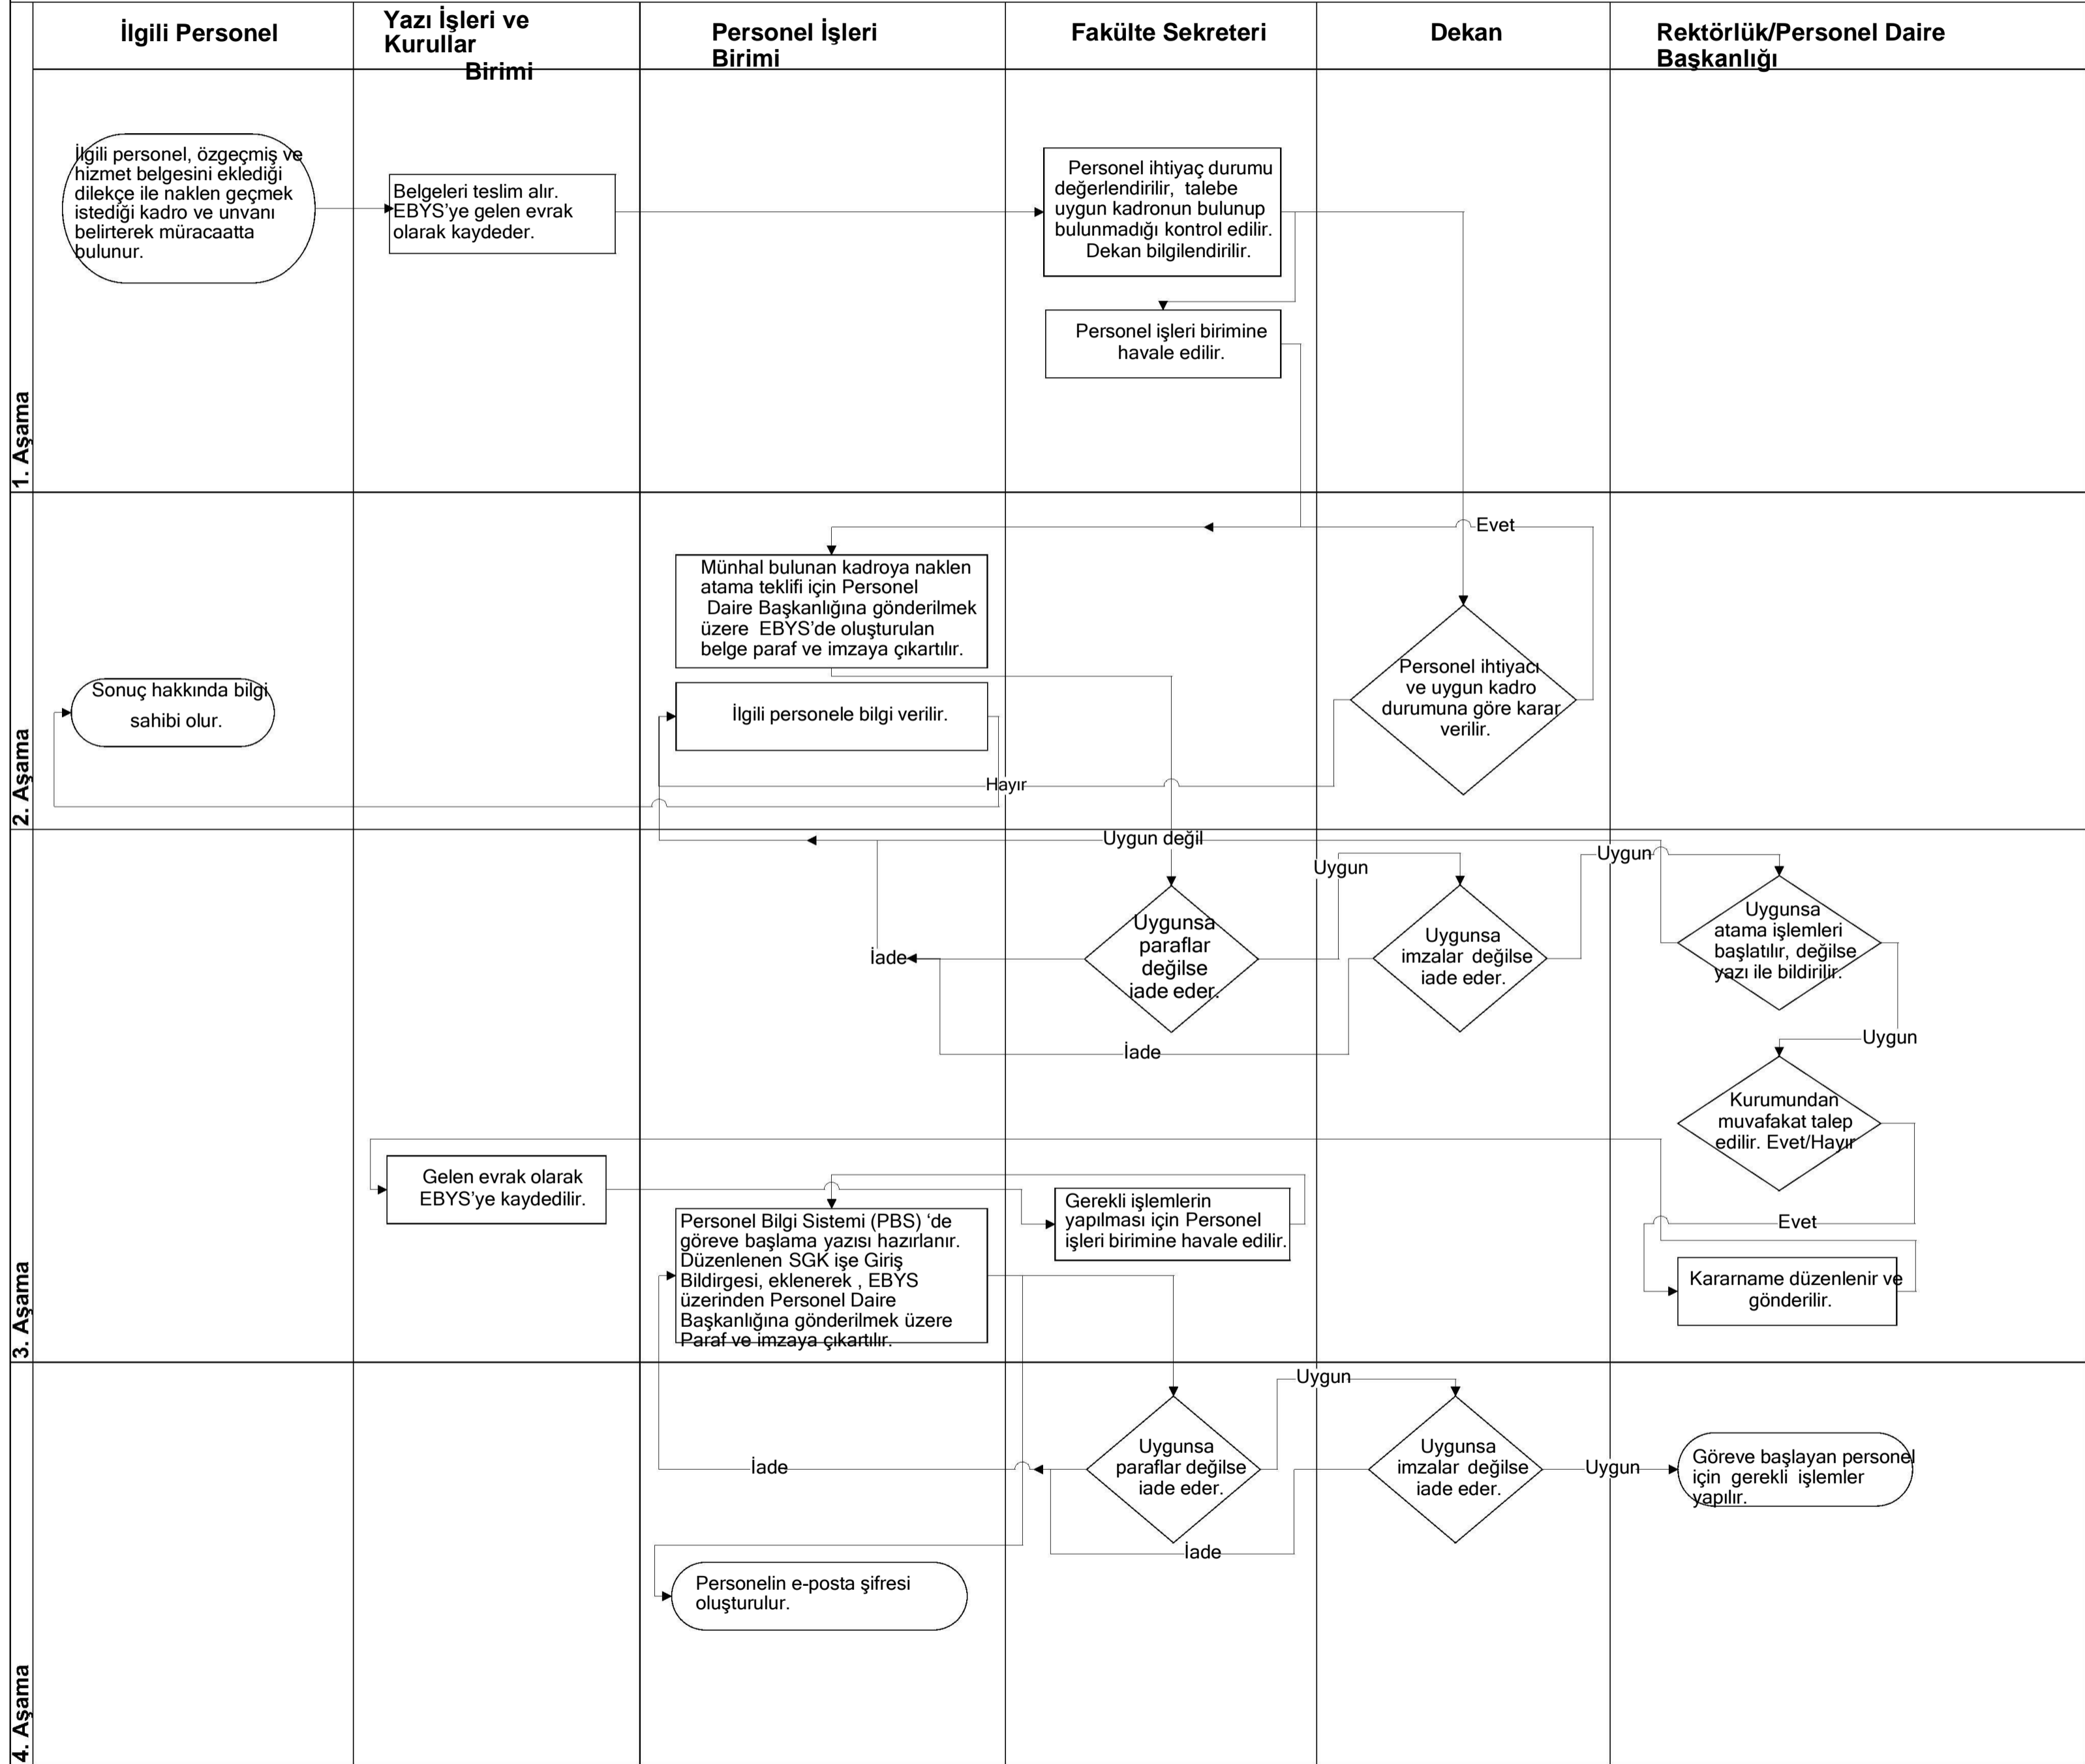 İlgili Personel
Yazı İşleri ve
Kurullar
Birimi
Personel İşleri
Birimi
Fakülte Sekreteri
Dekan
Rektörlük/Personel Daire
Başkanlığı
1. Aşama
İlgili personel, özgeçmiş ve
hizmet belgesini eklediği
dilekçe ile naklen geçmek
istediği kadro ve unvanı
belirterek müracaatta
bulunur.
Belgeleri teslim alır.
EBYS’ye gelen evrak
olarak kaydeder.
Personel ihtiyaç durumu
değerlendirilir, talebe
uygun kadronun bulunup
bulunmadığı kontrol edilir.
Dekan bilgilendirilir.
Personel işleri birimine
havale edilir.
2. Aşama
Evet
Münhal bulunan kadroya naklen
atama teklifi için Personel
Daire Başkanlığına gönderilmek
üzere EBYS’de oluşturulan
belge paraf ve imzaya çıkartılır.
Personel ihtiyacı
ve uygun kadro
durumuna göre karar
verilir.
Sonuç hakkında bilgi
sahibi olur.
İlgili personele bilgi verilir.
Hayır
3. Aşama
Uygun değil
Uygun
Uygun
Uygunsa
paraflar
değilse
iade eder.
Uygunsa
imzalar değilse
iade eder.
Uygunsa
atama işlemleri
başlatılır, değilse
yazı ile bildirilir.
İade
İade
Uygun
Kurumundan
muvafakat talep
edilir. Evet/Hayır
Gelen evrak olarak
EBYS’ye kaydedilir.
Gerekli işlemlerin
yapılması için Personel
işleri birimine havale edilir.
Evet
Personel Bilgi Sistemi (PBS) ‘de
göreve başlama yazısı hazırlanır.
Düzenlenen SGK işe Giriş
Bildirgesi, eklenerek , EBYS
üzerinden Personel Daire
Başkanlığına gönderilmek üzere
Paraf ve imzaya çıkartılır.
Kararname düzenlenir ve
gönderilir.
4. Aşama
Uygun
İade
Uygunsa
paraflar değilse
iade eder.
Uygunsa
imzalar değilse
iade eder.
Uygun
Göreve başlayan personel
için gerekli işlemler
yapılır.
İade
Personelin e-posta şifresi
oluşturulur.